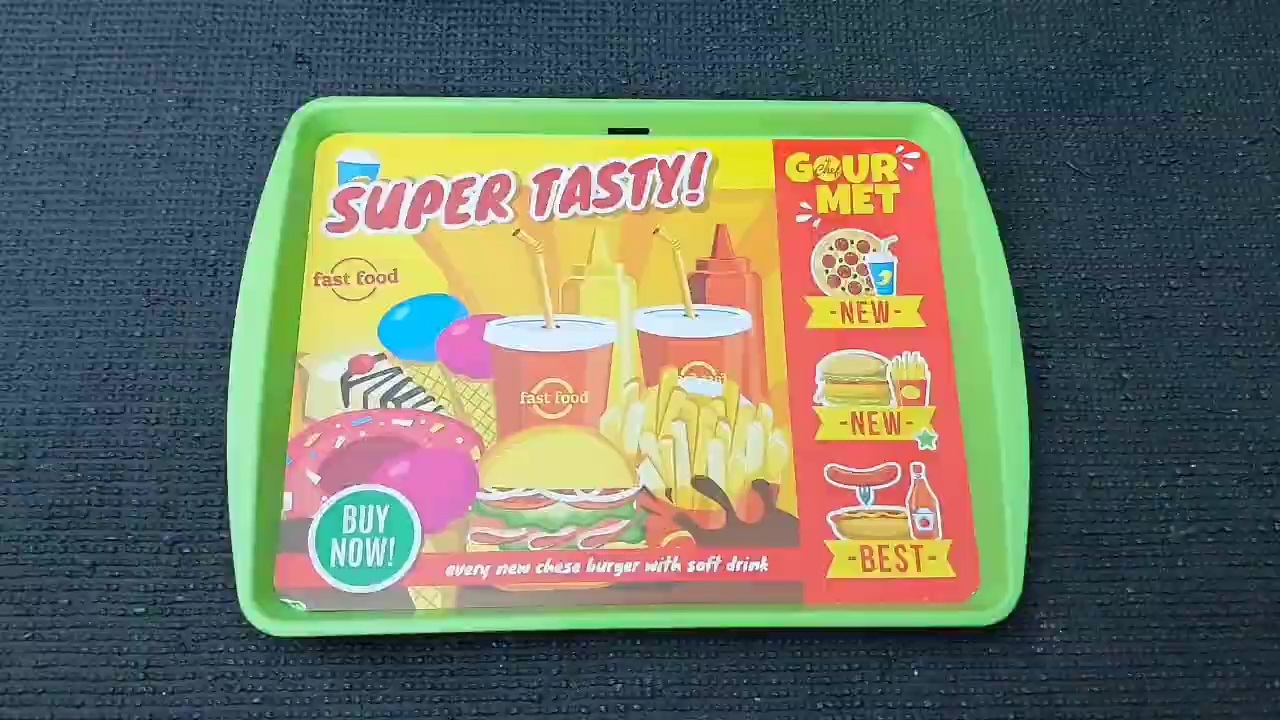 SUPER TASTY!
fast food
fast food
BUY
NOW!
every new chese burger with soft drink
GOUR
Chef
MET
-NEW-
-NEW-
-BEST-